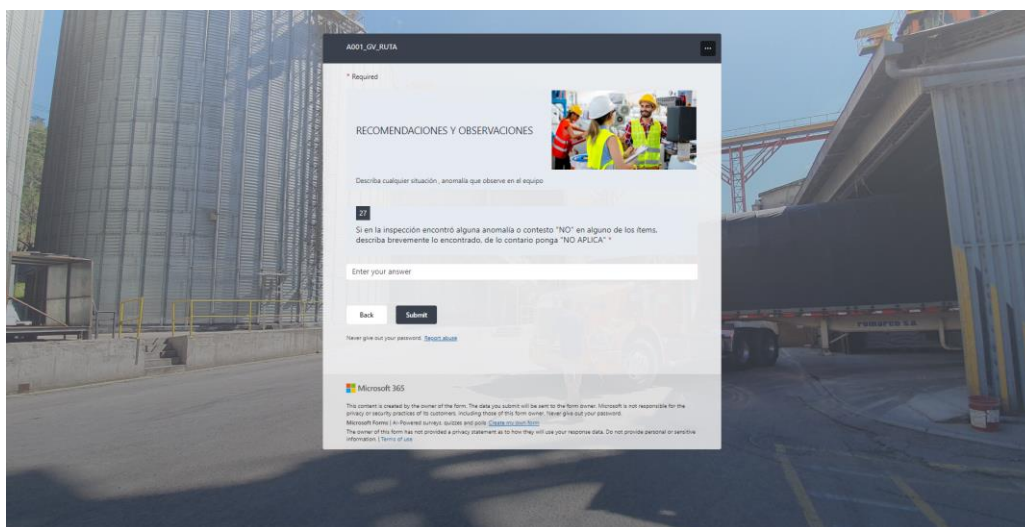 A001_GV_RUTA
...
* Required
RECOMENDACIONES Y OBSERVACIONES
Describa cualquier situación , anomalía que observe en el equipo
27
Si en la inspección encontró alguna anomalía o contesto "NO" en alguno de los ítems,
describa brevemente lo encontrado, de lo contario ponga "NO APLICA" *
Enter your answer
Back
Submit
Never give out your password. Report abuse
Microsoft 365
This content is created by the owner of the form. The data you submit will be sent to the form owner. Microsoft is not responsible for the
privacy or security practices of its customers, including those of this form owner. Never give out your password.
Microsoft Forms | AI-Powered surveys, quizzes and polls Create my own form
The owner of this form has not provided a privacy statement as to how they will use your response data. Do not provide personal or sensitive
information. | Terms of use